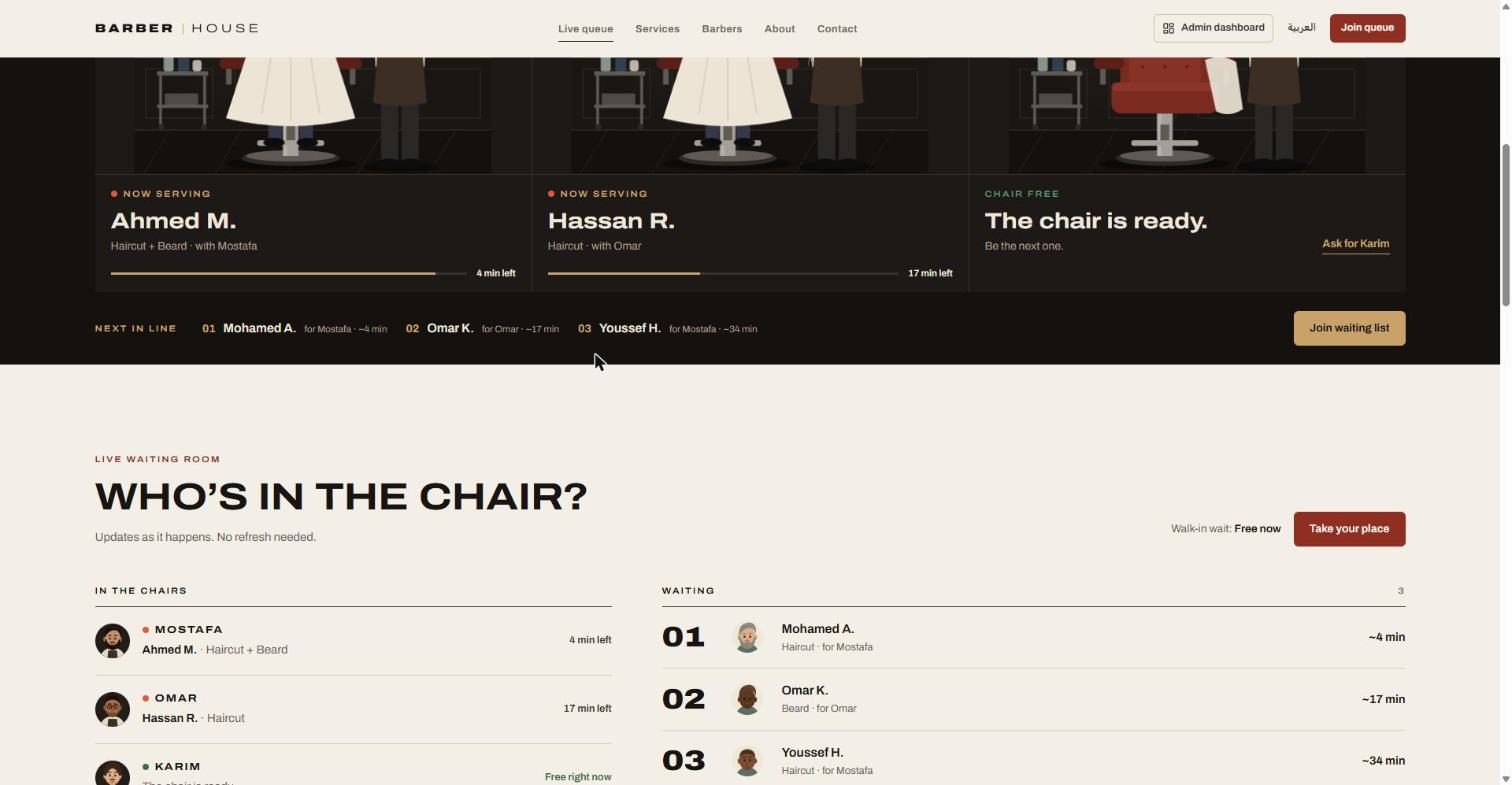 BARBER | HOUSE
Live queue
Services
Barbers
About
Contact
Admin dashboard
العربية
Join queue
NOW SERVING
Ahmed M.
Haircut + Beard · with Mostafa
4 min left
NOW SERVING
Hassan R.
Haircut · with Omar
17 min left
CHAIR FREE
The chair is ready.
Be the next one.
Ask for Karim
NEXT IN LINE
01 Mohamed A. for Mostafa · ~4 min
02 Omar K. for Omar · ~17 min
03 Youssef H. for Mostafa · ~34 min
Join waiting list
LIVE WAITING ROOM
WHO’S IN THE CHAIR?
Updates as it happens. No refresh needed.
Walk-in wait: Free now
Take your place
IN THE CHAIRS
MOSTAFA
Ahmed M. · Haircut + Beard
4 min left
OMAR
Hassan R. · Haircut
17 min left
KARIM
The chair is ready.
Free right now
WAITING
3
01
Mohamed A.
Haircut · for Mostafa
~4 min
02
Omar K.
Beard · for Omar
~17 min
03
Youssef H.
Haircut · for Mostafa
~34 min